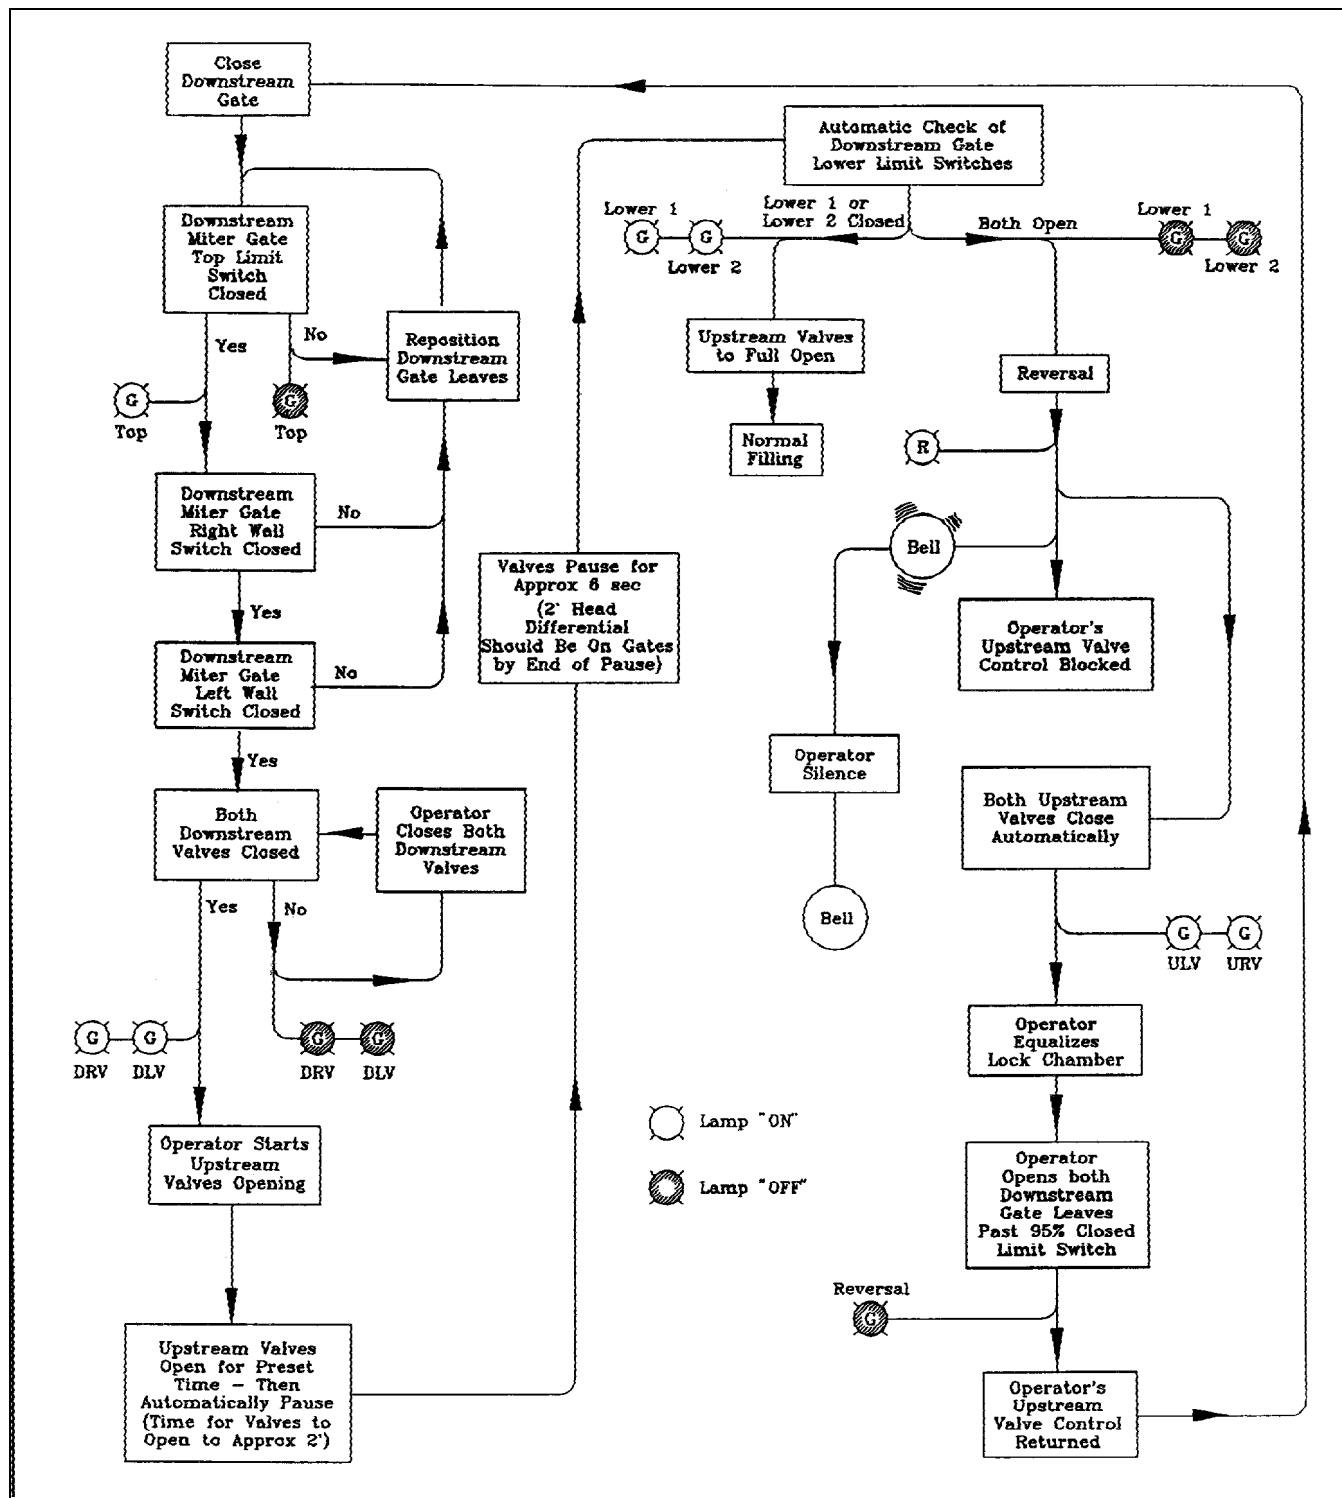 Close
Downstream
Gate
Downstream
Miter Gate
Top Limit
Switch
Closed
Yes
No
G
Top
G
Top
Reposition
Downstream
Gate Leaves
Downstream
Miter Gate
Right Wall
Switch Closed
No
Yes
Downstream
Miter Gate
Left Wall
Switch Closed
No
Yes
Both
Downstream
Valves Closed
Operator
Closes Both
Downstream
Valves
Yes
No
G
G
DRV
DLV
G
G
DRV
DLV
Operator Starts
Upstream
Valves Opening
Upstream Valves
Open for Preset
Time - Then
Automatically Pause
(Time for Valves to
Open to Approx 2')
Valves Pause for
Approx 6 sec
(2' Head
Differential
Should Be On Gates
by End of Pause)
Automatic Check of
Downstream Gate
Lower Limit Switches
Lower 1
G
G
Lower 2
Lower 1 or
Lower 2 Closed
Both Open
Lower 1
G
G
Lower 2
Upstream Valves
to Full Open
Normal
Filling
Reversal
R
Bell
Operator's
Upstream Valve
Control Blocked
Operator
Silence
Bell
Both Upstream
Valves Close
Automatically
G
G
ULV
URV
Operator
Equalizes
Lock Chamber
Operator
Opens both
Downstream
Gate Leaves
Past 95% Closed
Limit Switch
Reversal
G
Operator's
Upstream
Valve Control
Returned
Lamp "ON"
Lamp "OFF"